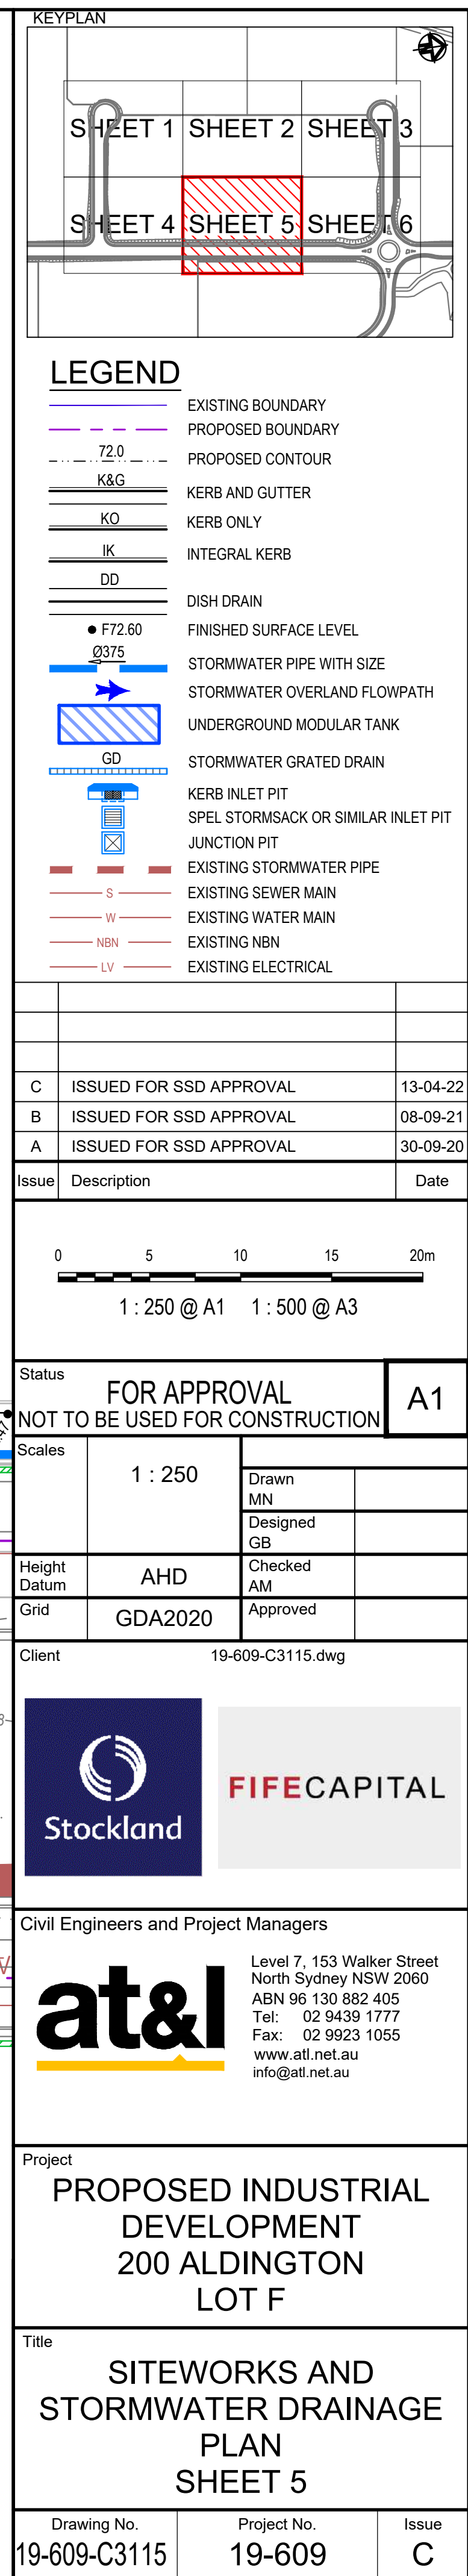 KEYPLAN
SHEET 1 SHEET 2 SHEET 3
SHEET 4 SHEET 5 SHEET 6
LEGEND
EXISTING BOUNDARY
PROPOSED BOUNDARY
72.0 PROPOSED CONTOUR
K&G KERB AND GUTTER
KO KERB ONLY
IK INTEGRAL KERB
DD DISH DRAIN
F72.60 FINISHED SURFACE LEVEL
Ø375 STORMWATER PIPE WITH SIZE
STORMWATER OVERLAND FLOWPATH
UNDERGROUND MODULAR TANK
GD STORMWATER GRATED DRAIN
KERB INLET PIT
SPEL STORMSACK OR SIMILAR INLET PIT
JUNCTION PIT
EXISTING STORMWATER PIPE
S EXISTING SEWER MAIN
W EXISTING WATER MAIN
NBN EXISTING NBN
LV EXISTING ELECTRICAL
C ISSUED FOR SSD APPROVAL 13-04-22
B ISSUED FOR SSD APPROVAL 08-09-21
A ISSUED FOR SSD APPROVAL 30-09-20
Issue Description Date
0 5 10 15 20m
1 : 250 @ A1 1 : 500 @ A3
Status
FOR APPROVAL
NOT TO BE USED FOR CONSTRUCTION
A1
Scales
1 : 250
Drawn
MN
Designed
GB
Height
Datum
AHD
Checked
AM
Grid
GDA2020
Approved
Client 19-609-C3115.dwg
Stockland
FIFECAPITAL
Civil Engineers and Project Managers
at&l
Level 7, 153 Walker Street
North Sydney NSW 2060
ABN 96 130 882 405
Tel: 02 9439 1777
Fax: 02 9923 1055
www.atl.net.au
info@atl.net.au
Project
PROPOSED INDUSTRIAL
DEVELOPMENT
200 ALDINGTON
LOT F
Title
SITEWORKS AND
STORMWATER DRAINAGE
PLAN
SHEET 5
Drawing No. Project No. Issue
19-609-C3115 19-609 C